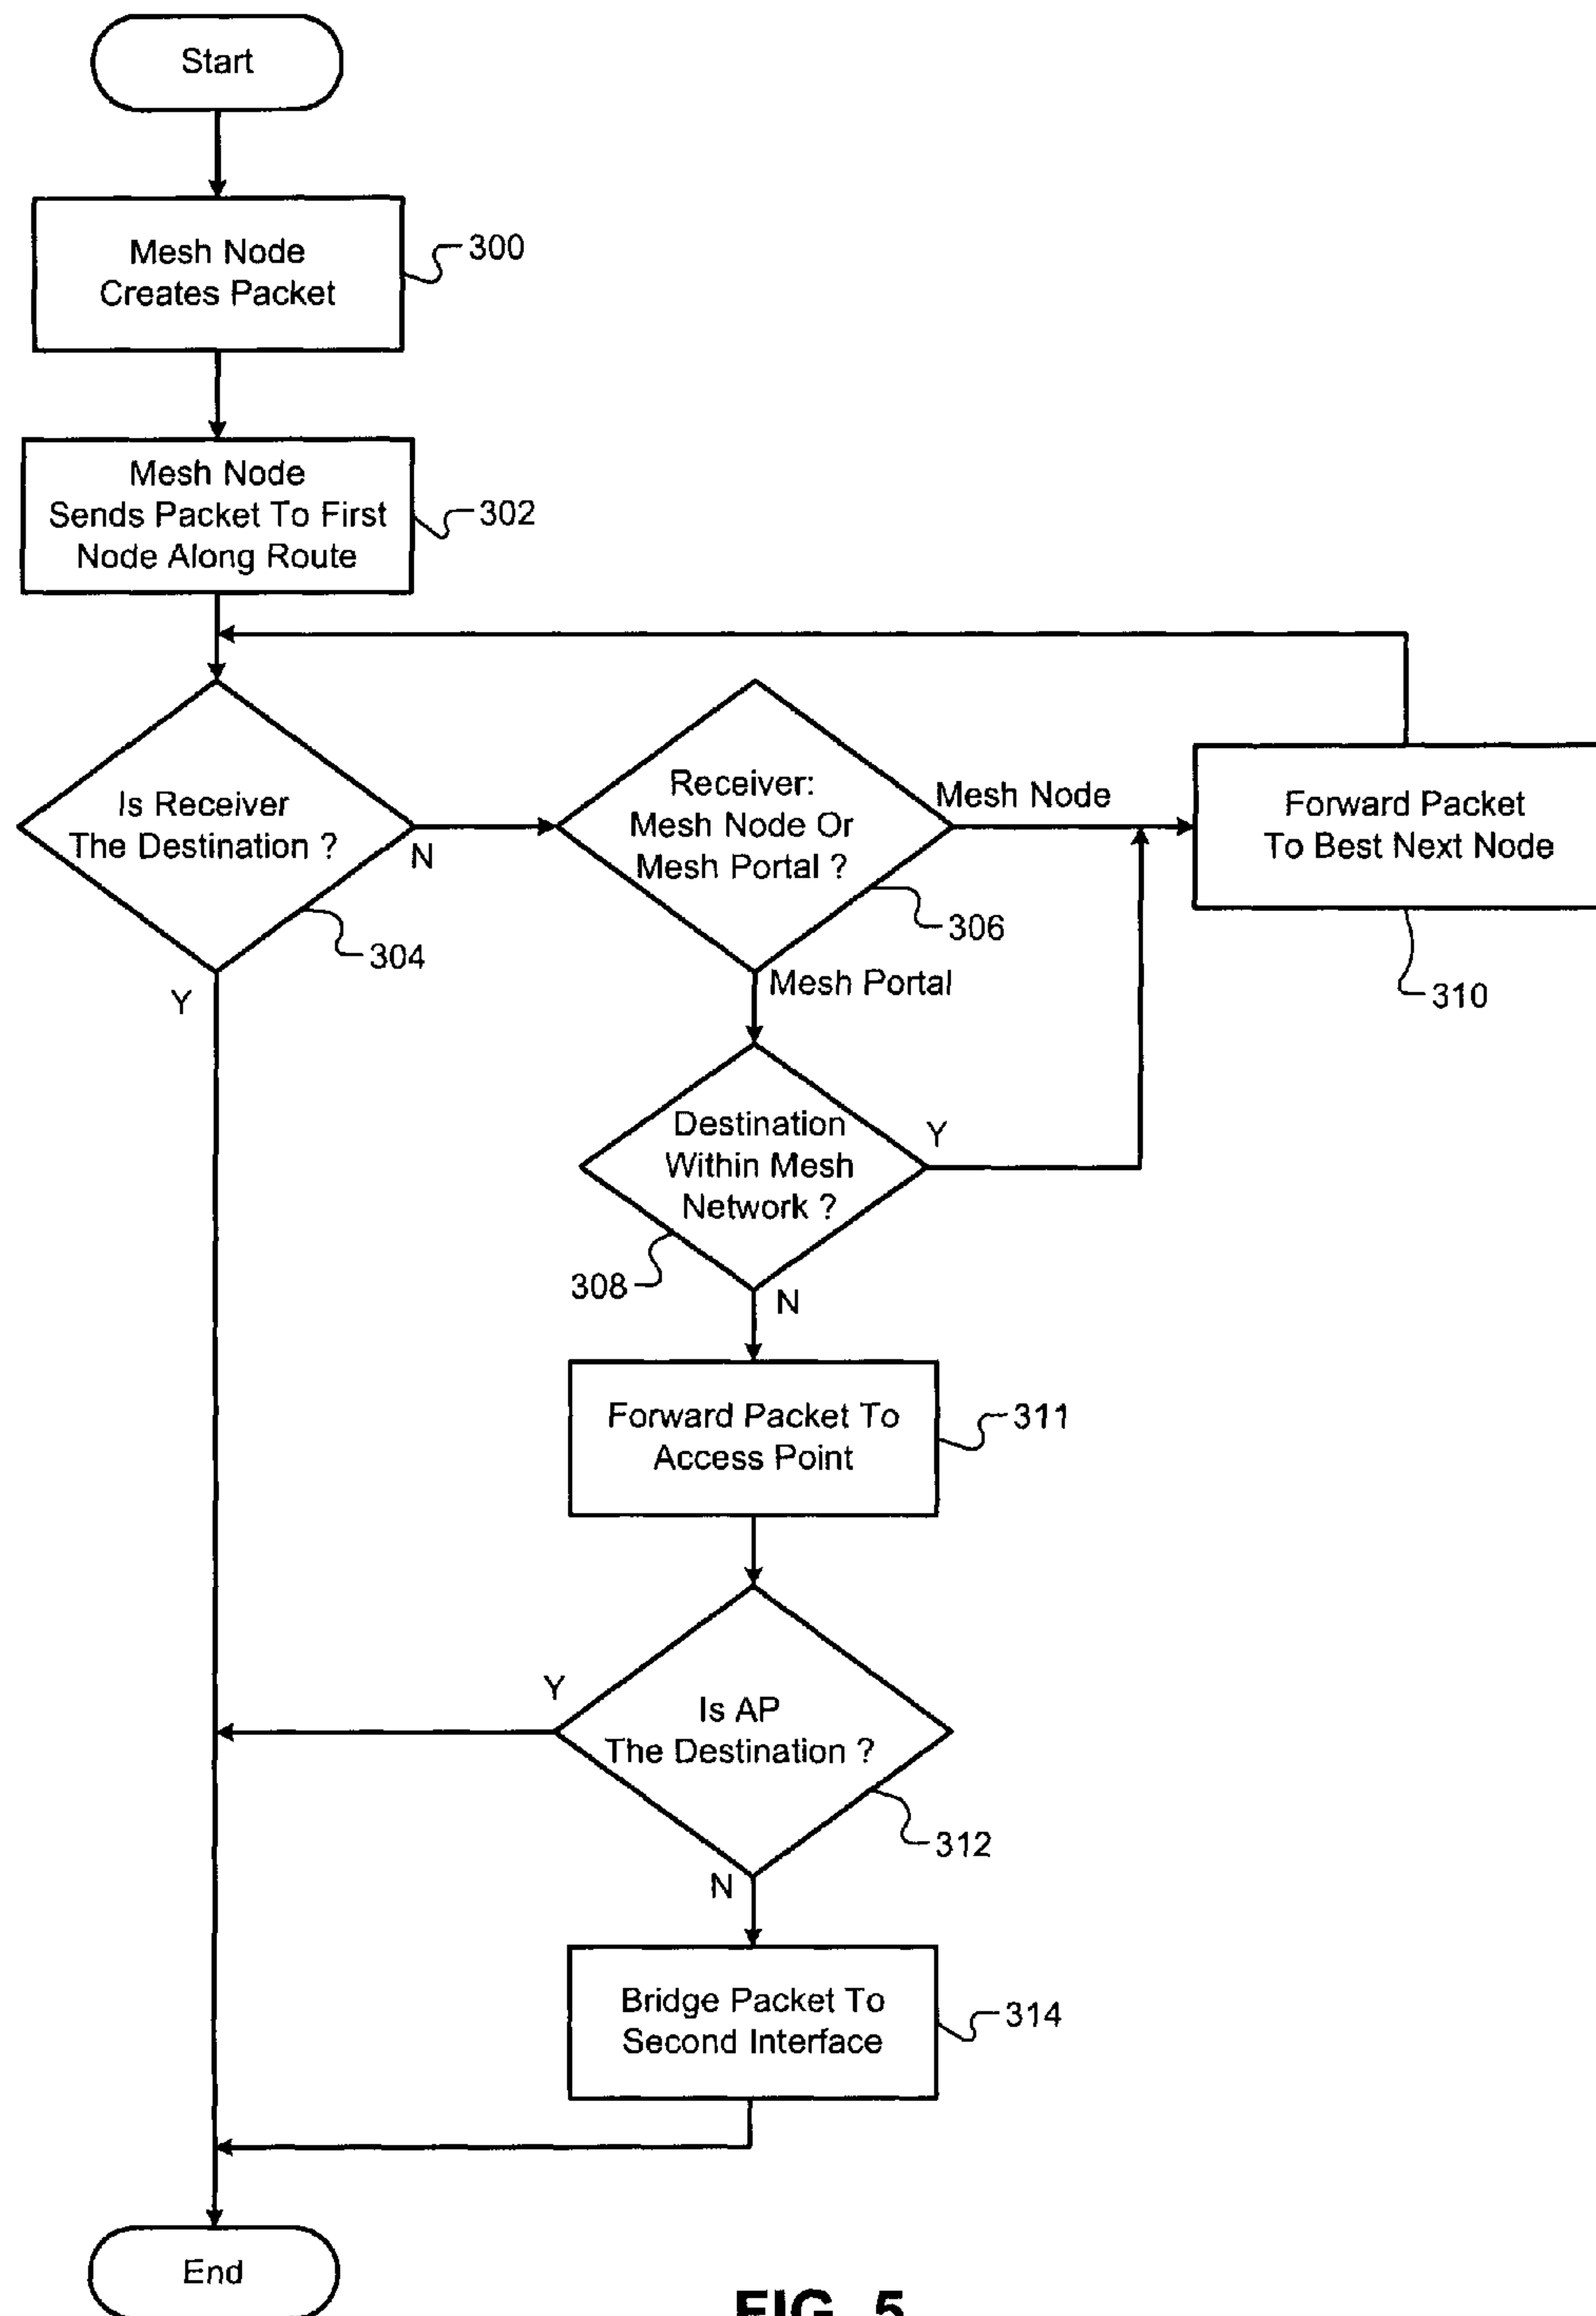 Start
Mesh Node
Creates Packet
300
Mesh Node
Sends Packet To First
Node Along Route
302
Is Receiver
The Destination ?
N
304
Y
Receiver:
Mesh Node Or
Mesh Portal ?
Mesh Node
306
Mesh Portal
Forward Packet
To Best Next Node
310
Destination
Within Mesh
Network ?
Y
308
N
Forward Packet To
Access Point
311
Y
Is AP
The Destination ?
312
N
Bridge Packet To
Second Interface
314
End
FIG. 5